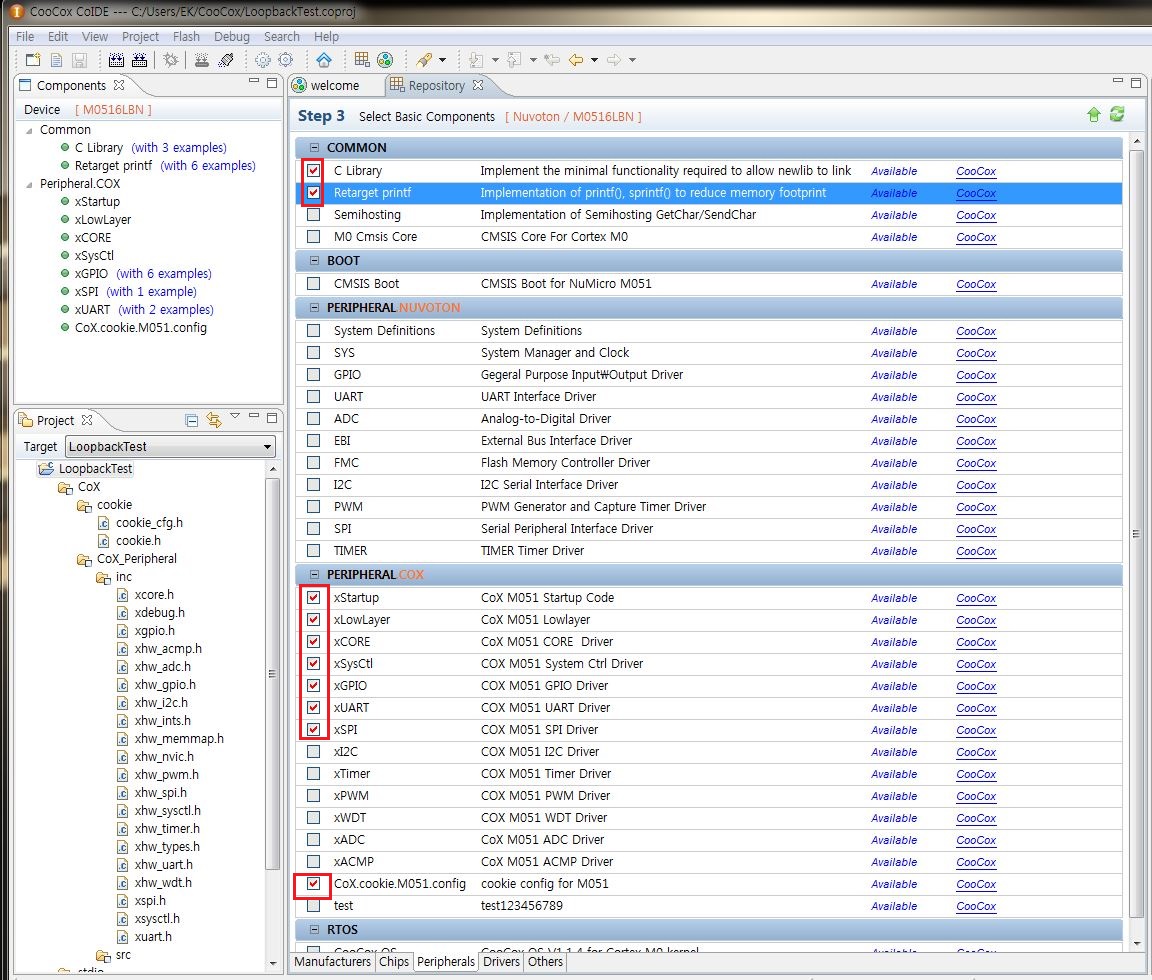 CooCox CoIDE --- C:/Users/EK/CooCox/LoopbackTest.coproj
File Edit View Project Flash Debug Search Help
Components
Device [ M0516LBN ]
Common
C Library (with 3 examples)
Retarget printf (with 6 examples)
Peripheral.COX
xStartup
xLowLayer
xCORE
xSysCtl
xGPIO (with 6 examples)
xSPI (with 1 example)
xUART (with 2 examples)
CoX.cookie.M051.config
Project
Target LoopbackTest
LoopbackTest
CoX
cookie
cookie_cfg.h
cookie.h
CoX_Peripheral
inc
xcore.h
xdebug.h
xgpio.h
xhw_acmp.h
xhw_adc.h
xhw_gpio.h
xhw_i2c.h
xhw_ints.h
xhw_memmap.h
xhw_nvic.h
xhw_pwm.h
xhw_spi.h
xhw_sysctl.h
xhw_timer.h
xhw_types.h
xhw_uart.h
xhw_wdt.h
xspi.h
xsysctl.h
xuart.h
src
stdio
welcome Repository
Step 3 Select Basic Components [ Nuvoton / M0516LBN ]
COMMON
C Library Implement the minimal functionality required to allow newlib to link Available CooCox
Retarget printf Implementation of printf(), sprintf() to reduce memory footprint Available CooCox
Semihosting Implementation of Semihosting GetChar/SendChar Available CooCox
M0 Cmsis Core CMSIS Core For Cortex M0 Available CooCox
BOOT
CMSIS Boot CMSIS Boot for NuMicro M051 Available CooCox
PERIPHERAL.NUVOTON
System Definitions System Definitions Available CooCox
SYS System Manager and Clock Available CooCox
GPIO Gegeral Purpose Input₩Output Driver Available CooCox
UART UART Interface Driver Available CooCox
ADC Analog-to-Digital Driver Available CooCox
EBI External Bus Interface Driver Available CooCox
FMC Flash Memory Controller Driver Available CooCox
I2C I2C Serial Interface Driver Available CooCox
PWM PWM Generator and Capture Timer Driver Available CooCox
SPI Serial Peripheral Interface Driver Available CooCox
TIMER TIMER Timer Driver Available CooCox
PERIPHERAL.COX
xStartup CoX M051 Startup Code Available CooCox
xLowLayer CoX M051 Lowlayer Available CooCox
xCORE CoX M051 CORE Driver Available CooCox
xSysCtl COX M051 System Ctrl Driver Available CooCox
xGPIO COX M051 GPIO Driver Available CooCox
xUART COX M051 UART Driver Available CooCox
xSPI COX M051 SPI Driver Available CooCox
xI2C COX M051 I2C Driver Available CooCox
xTimer COX M051 Timer Driver Available CooCox
xPWM COX M051 PWM Driver Available CooCox
xWDT COX M051 WDT Driver Available CooCox
xADC CoX M051 ADC Driver Available CooCox
xACMP CoX M051 ACMP Driver Available CooCox
CoX.cookie.M051.config cookie config for M051 Available CooCox
test test123456789 Available CooCox
RTOS
CooCox OS CooCox OS V1.1.4 for Cortex M0 kernel Available CooCox
Manufacturers Chips Peripherals Drivers Others